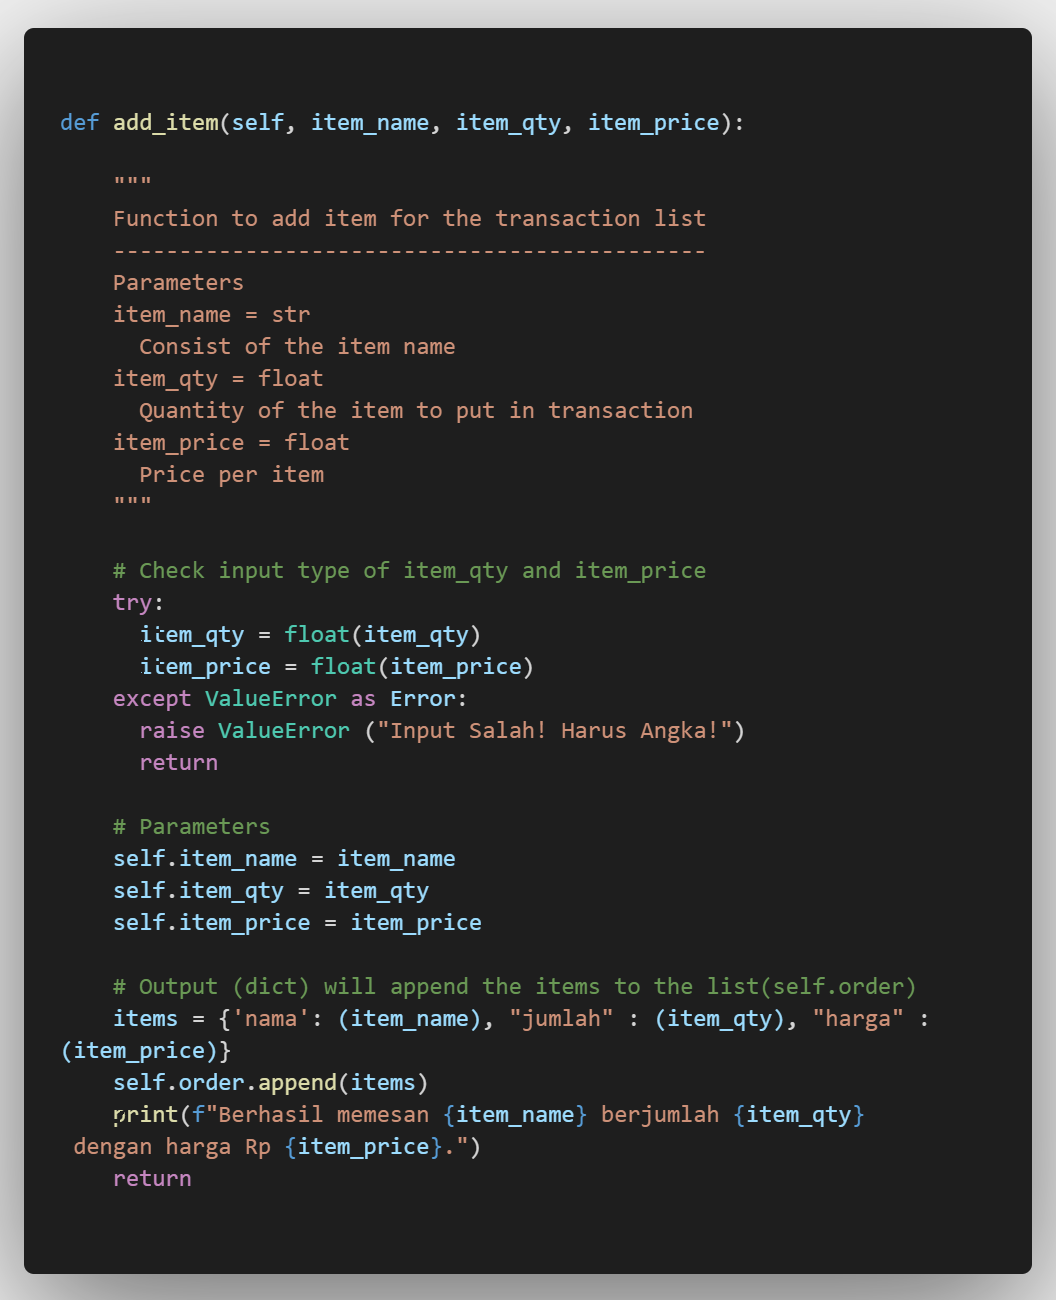 def add_item(self, item_name, item_qty, item_price):
    """
    Function to add item for the transaction list
    ---------------------------------------------
    Parameters
    item_name = str
      Consist of the item name
    item_qty = float
      Quantity of the item to put in transaction
    item_price = float
      Price per item
    """
    # Check input type of item_qty and item_price
    try:
      item_qty = float(item_qty)
      item_price = float(item_price)
    except ValueError as Error:
      raise ValueError ("Input Salah! Harus Angka!")
      return
    # Parameters
    self.item_name = item_name
    self.item_qty = item_qty
    self.item_price = item_price
    # Output (dict) will append the items to the list(self.order)
    items = {'nama': (item_name), "jumlah" : (item_qty), "harga" :
(item_price)}
    self.order.append(items)
    print(f"Berhasil memesan {item_name} berjumlah {item_qty}
 dengan harga Rp {item_price}.")
    return